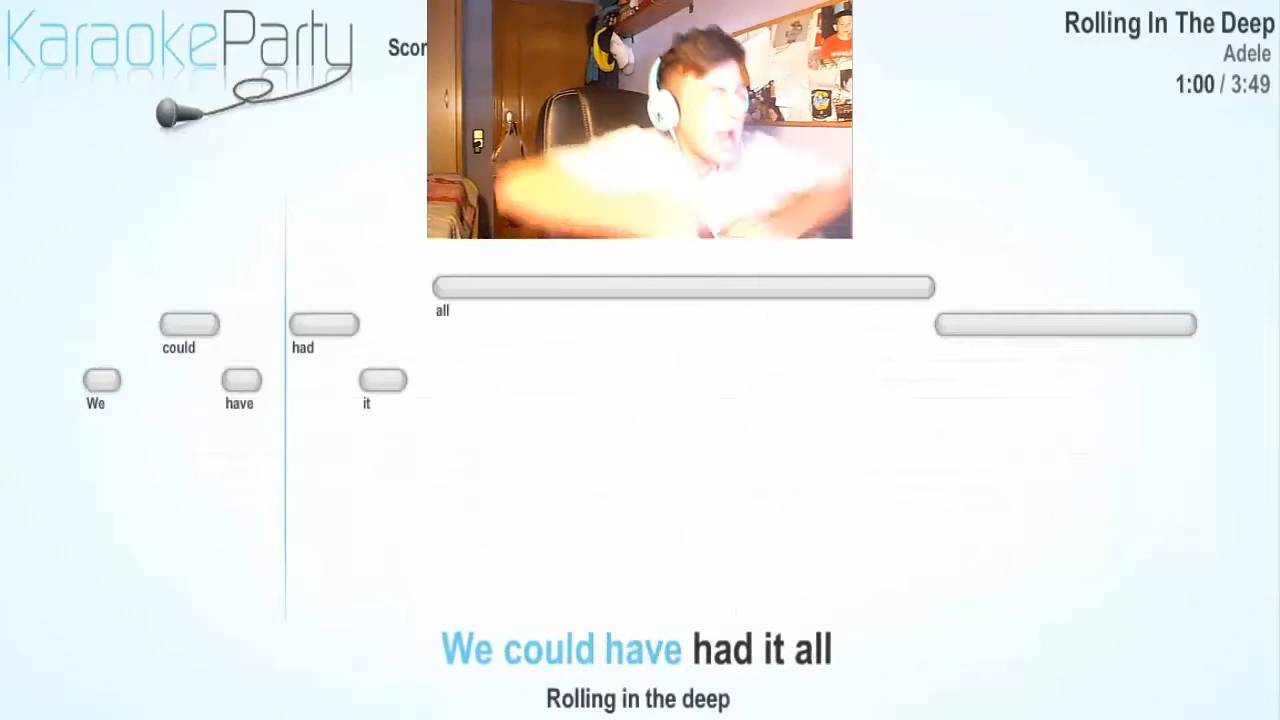 KaraokeParty
Scor
Rolling In The Deep
Adele
1:00 / 3:49
all
could
had
We
have
it
We could have had it all
Rolling in the deep